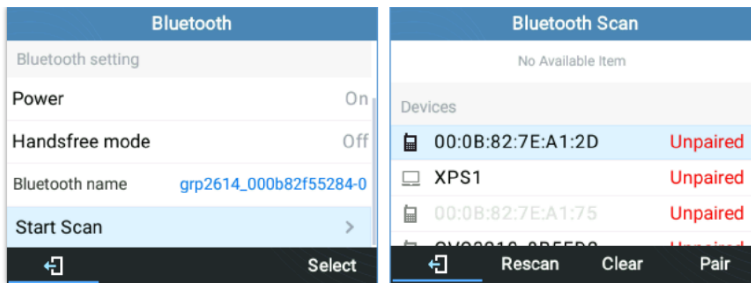 Bluetooth
Bluetooth setting
Power On
Handsfree mode Off
Bluetooth name grp2614_000b82f55284-0
Start Scan >
Select
Bluetooth Scan
No Available Item
Devices
00:0B:82:7E:A1:2D Unpaired
XPS1 Unpaired
00:0B:82:7E:A1:75 Unpaired
Rescan Clear Pair